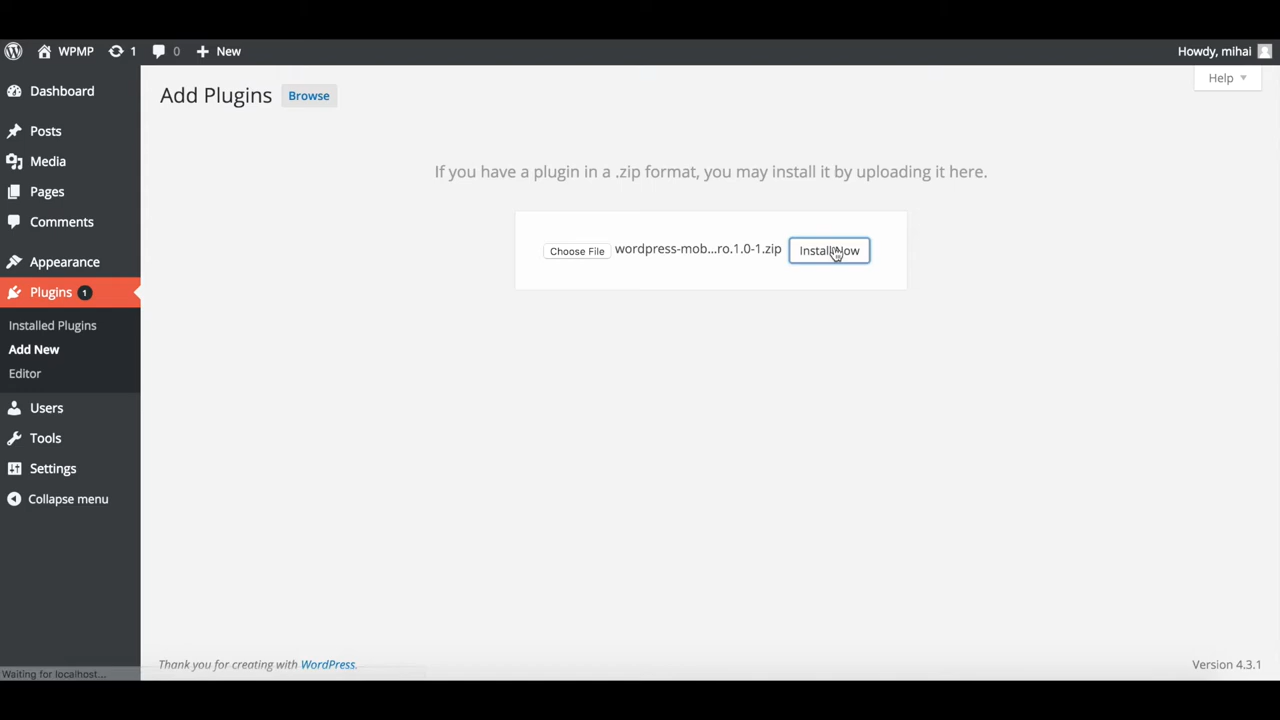 WPMP 1 0 New Howdy, mihai
Help
Add Plugins Browse
Dashboard
Posts
Media
Pages
Comments
Appearance
Plugins 1
Installed Plugins
Add New
Editor
Users
Tools
Settings
Collapse menu
If you have a plugin in a .zip format, you may install it by uploading it here.
Choose File wordpress-mob...ro.1.0-1.zip Install Now
Thank you for creating with WordPress. Version 4.3.1
Waiting for localhost...